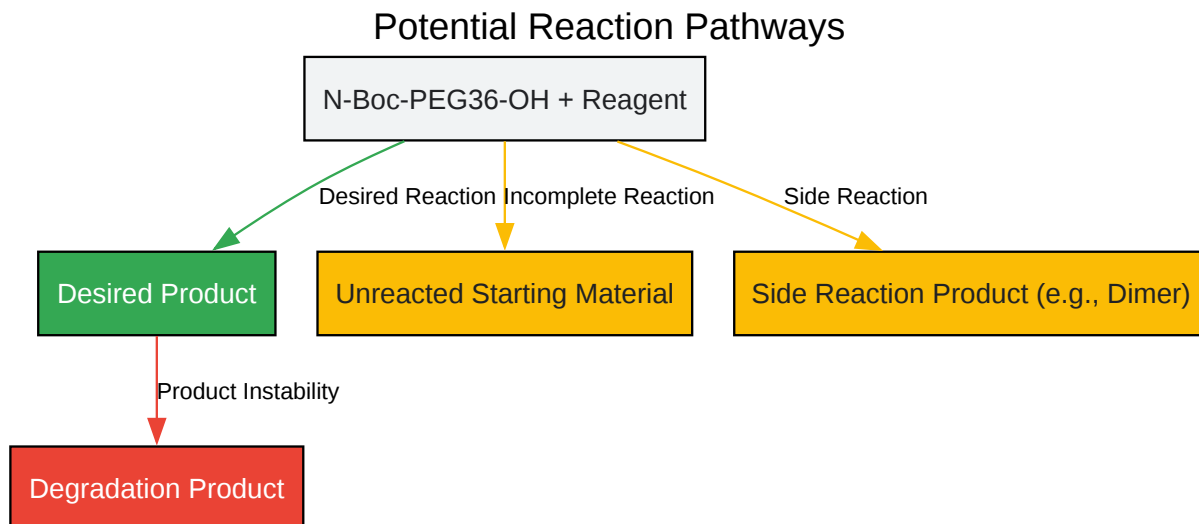 Potential Reaction Pathways
N-Boc-PEG36-OH + Reagent
Desired Reaction
Incomplete Reaction
Side Reaction
Desired Product
Unreacted Starting Material
Side Reaction Product (e.g., Dimer)
Product Instability
Degradation Product